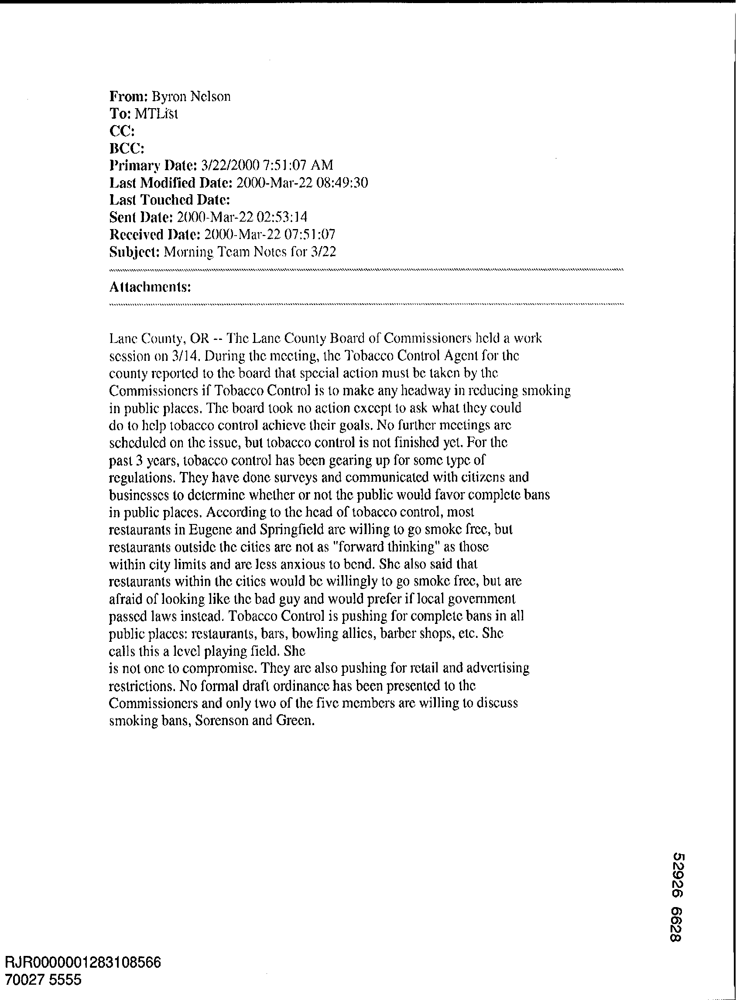 From: Byron Nelson
To: MTList
CC:
BCC:
Primary Date: 3/22/2000 7:51:07 AM
Last Modified Date: 2000-Mar-22 08:49:30
Last Touched Date:
Sent Date: 2000-Mar-22 02:53:14
Received Date: 2000-Mar-22 07:51:07
Subject: Morning Team Notes for 3/22
Attachments:
Lane County, OR -- The Lane County Board of Commissioners held a work
session on 3/14. During the meeting, the Tobacco Control Agent for the
county reported to the board that special action must be taken by the
Commissioners if Tobacco Control is to make any headway in reducing smoking
in public places. The board took no action except to ask what they could
do to help tobacco control achieve their goals. No further meetings are
scheduled on the issue, but tobacco control is not finished yet. For the
past 3 years, tobacco control has been gearing up for some type of
regulations. They have done surveys and communicated with citizens and
businesses to determine whether or not the public would favor complete bans
in public places. According to the head of tobacco control, most
restaurants in Eugene and Springfield are willing to go smoke free, but
restaurants outside the cities are not as "forward thinking" as those
within city limits and are less anxious to bend. She also said that
restaurants within the cities would be willingly to go smoke free, but are
afraid of looking like the bad guy and would prefer if local government
passed laws instead. Tobacco Control is pushing for complete bans in all
public places: restaurants, bars, bowling allies, barber shops, etc. She
calls this a level playing field. She
is not one to compromise. They are also pushing for retail and advertising
restrictions. No formal draft ordinance has been presented to the
Commissioners and only two of the five members are willing to discuss
smoking bans, Sorenson and Green.
52926 6628
RJR0000001283108566
70027 5555